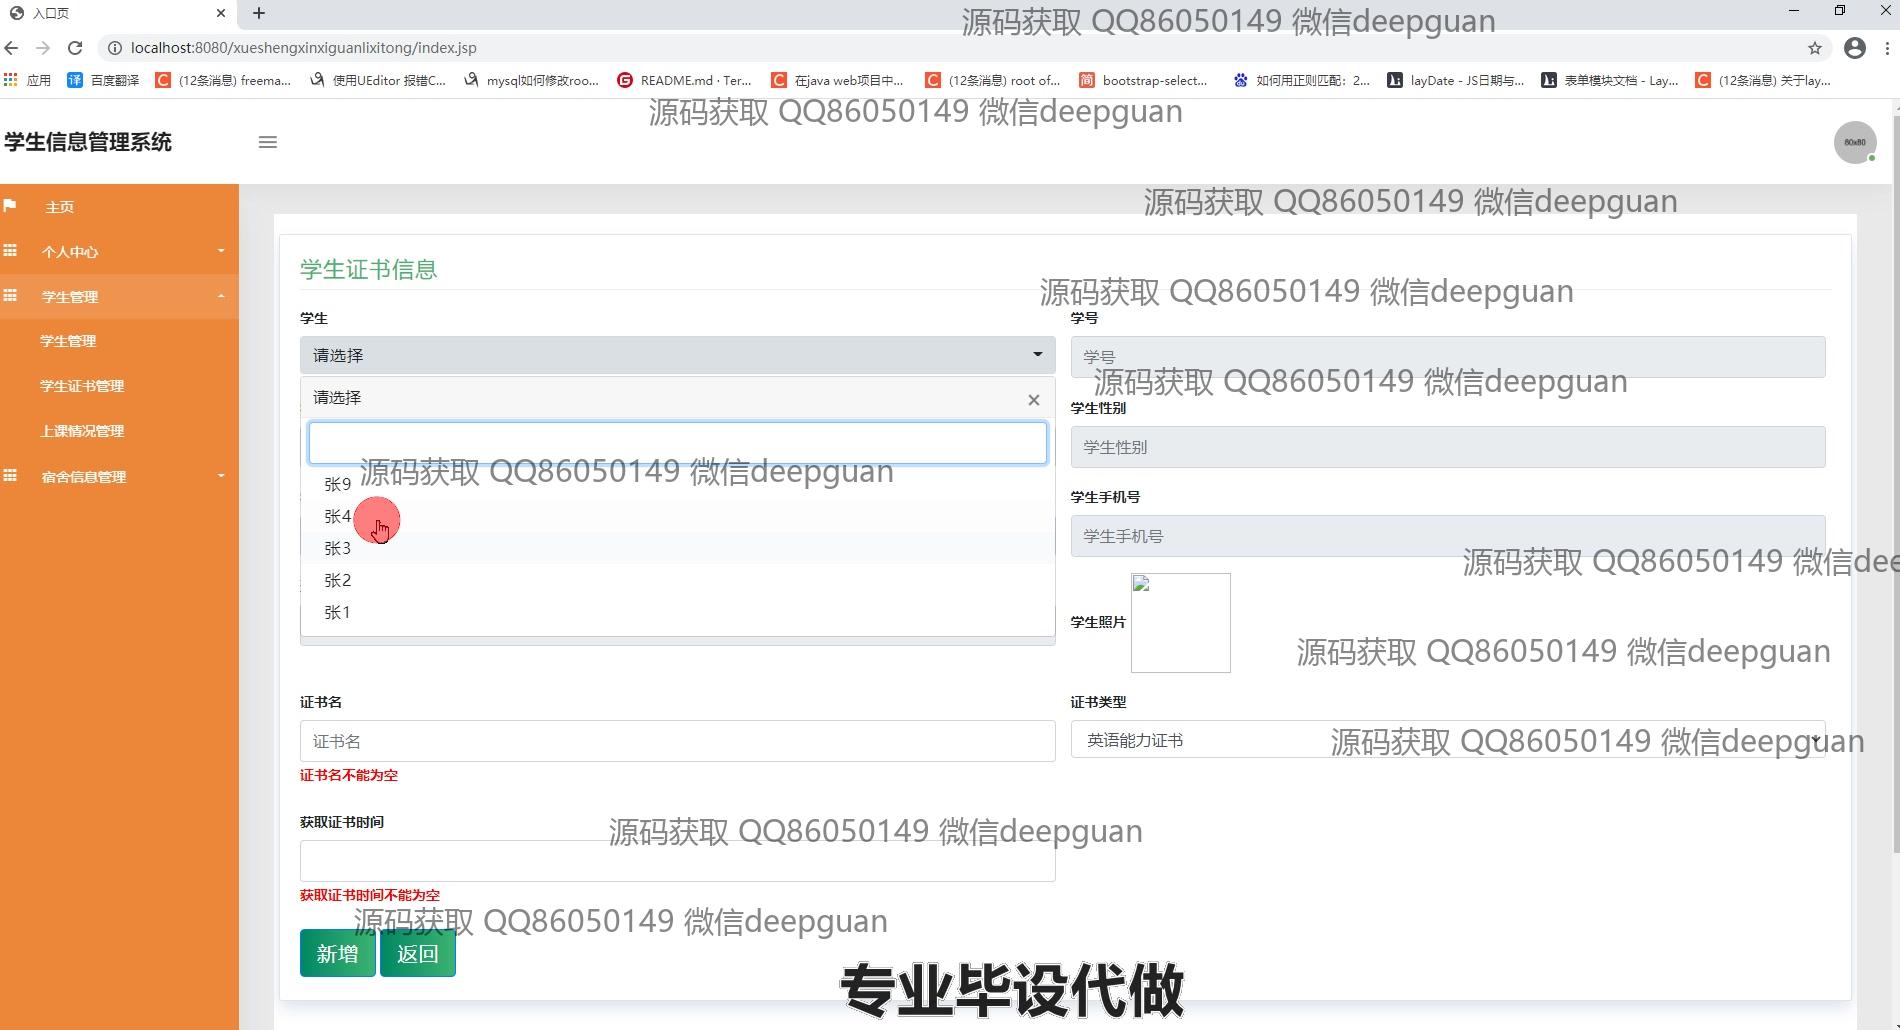 入口页
源码获取 QQ86050149 微信deepguan
localhost:8080/xueshengxinxiguanlixitong/index.jsp
应用
译 百度翻译
C (12条消息) freema...
使用UEditor 报错C...
mysql如何修改roo...
G README.md · Ter...
C 在java web项目中...
C (12条消息) root of...
简 bootstrap-select...
如何用正则匹配：2...
layDate - JS日期与...
表单模块文档 - Lay...
C (12条消息) 关于lay...
源码获取 QQ86050149 微信deepguan
学生信息管理系统
80x80
源码获取 QQ86050149 微信deepguan
主页
个人中心
学生管理
学生管理
学生证书管理
上课情况管理
宿舍信息管理
学生证书信息
源码获取 QQ86050149 微信deepguan
学生
学号
请选择
学号
源码获取 QQ86050149 微信deepguan
请选择
×
学生性别
学生性别
源码获取 QQ86050149 微信deepguan
张9
张4
张3
张2
张1
学生手机号
学生手机号
源码获取 QQ86050149 微信dee
学生照片
源码获取 QQ86050149 微信deepguan
证书名
证书类型
证书名
英语能力证书
源码获取 QQ86050149 微信deepguan
证书名不能为空
获取证书时间
源码获取 QQ86050149 微信deepguan
获取证书时间不能为空
源码获取 QQ86050149 微信deepguan
新增
返回
专业毕设代做